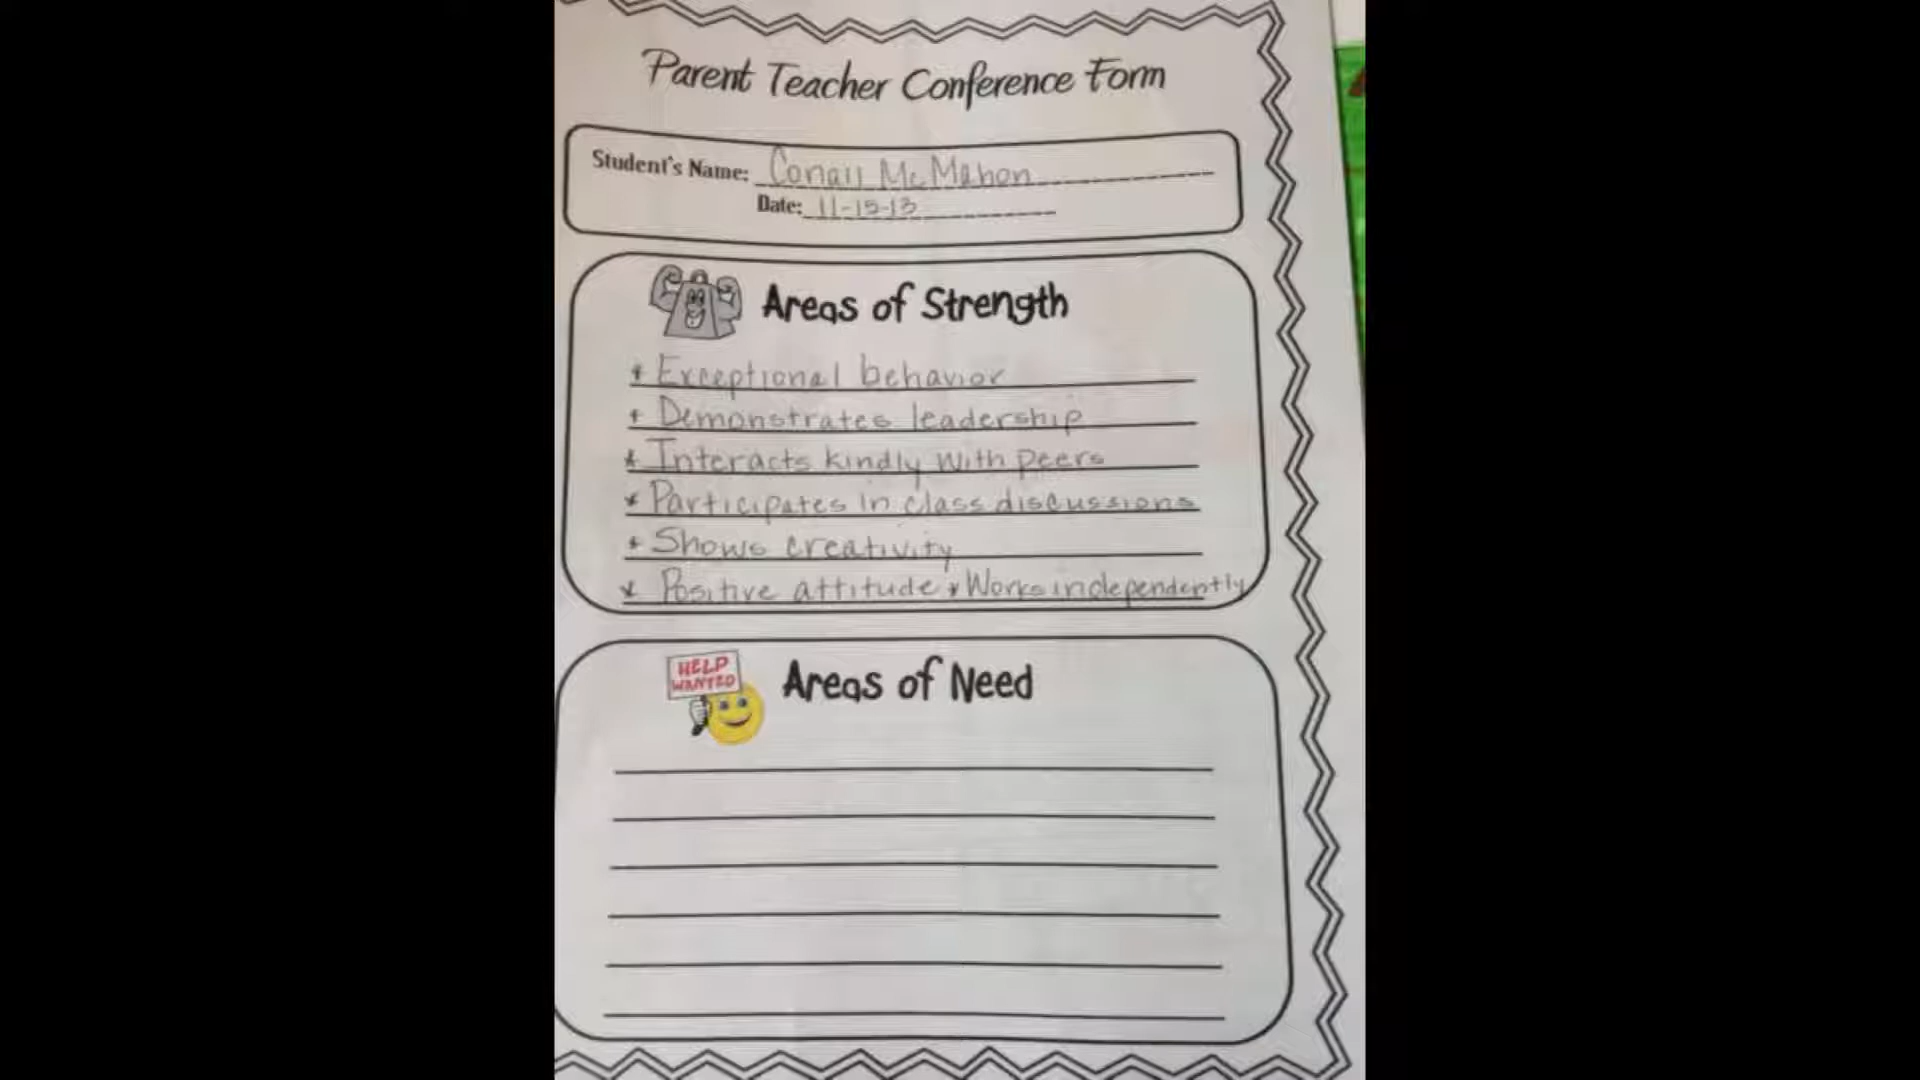 Parent Teacher Conference Form
Student's Name: Conall McMahon
Date: 11-15-13
Areas of Strength
* Exceptional behavior
* Demonstrates leadership
* Interacts kindly with peers
* Participates in class discussions
* Shows creativity
* Positive attitude * Works independently
HELP
WANTED
Areas of Need